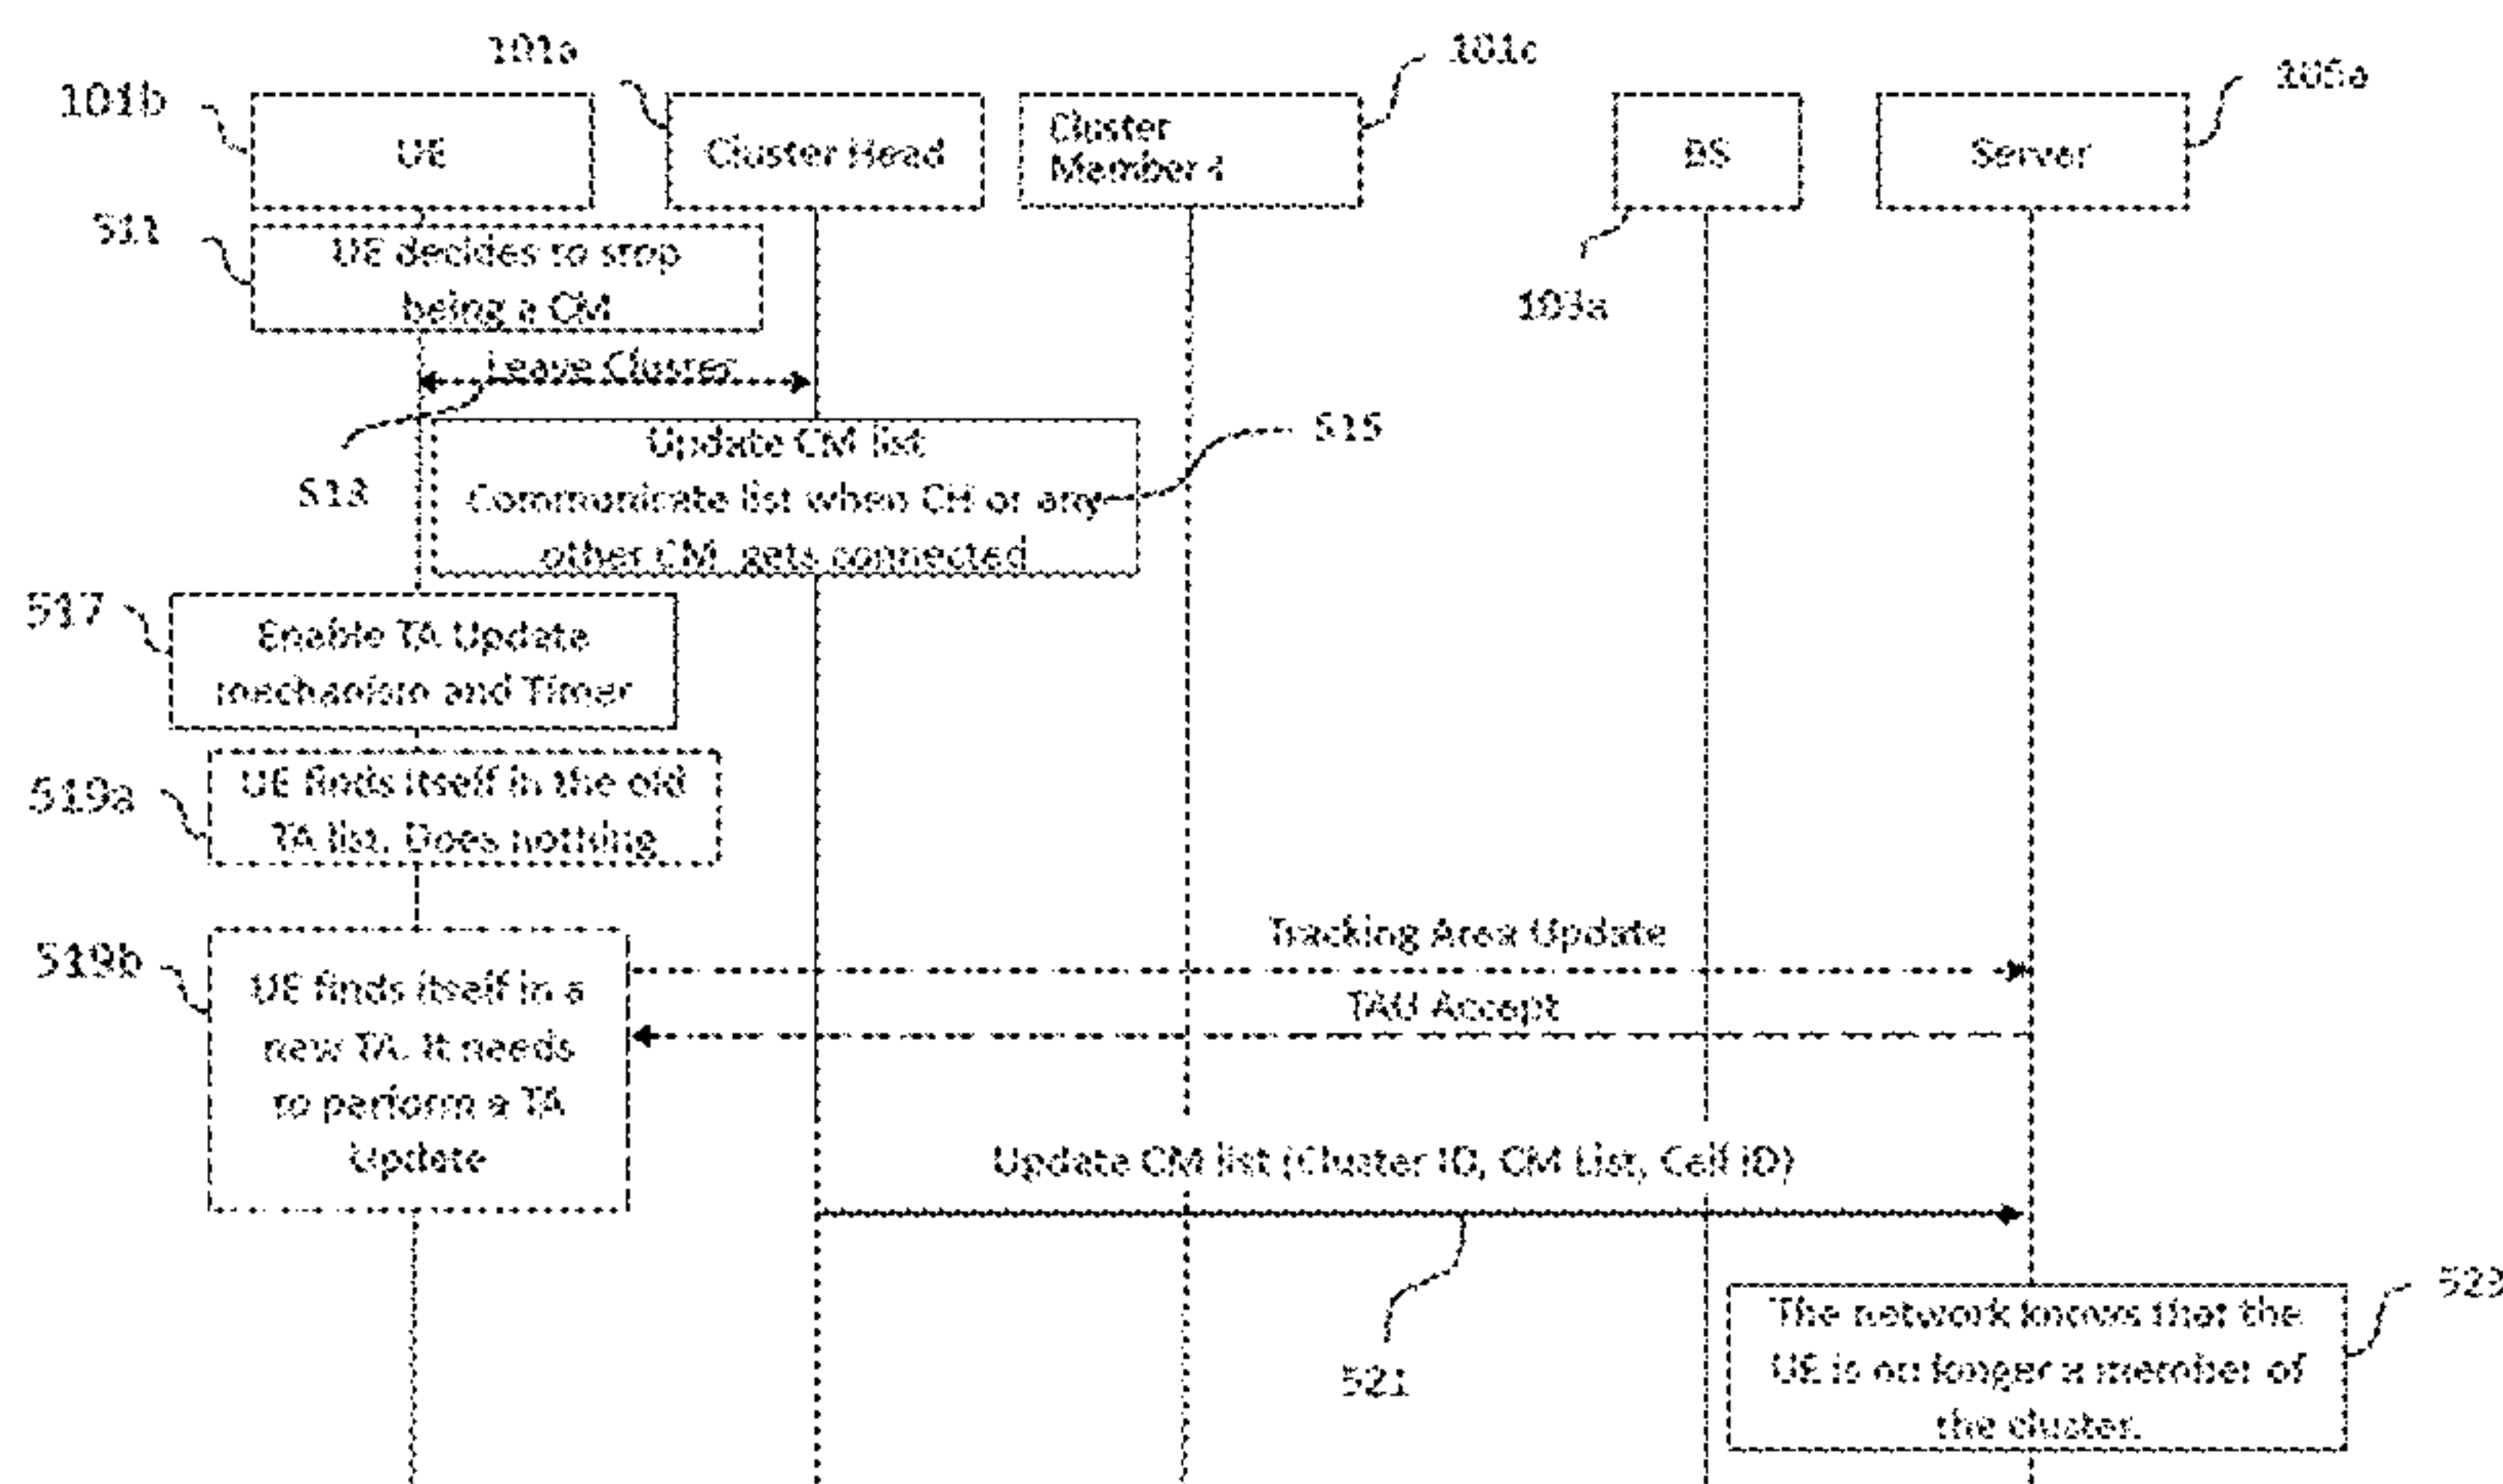 101a
101c
105a
101b
UE
Cluster Head
Cluster
Member 4
BS
Server
511
UE decides to stop
being a CM
103a
Leave Cluster
515
Update CM list
513
Communicate list when CH or any
other CM gets connected
517
Enable TA Update
mechanism and Timer
519a
UE finds itself in the old
TA list. Does nothing
519b
Tracking Area Update
UE finds itself in a
new TA. It needs
to perform a TA
Update
TAU Accept
Update CM list (Cluster ID, CM List, Cell ID)
521
523
The network knows that the
UE is no longer a member of
the cluster.